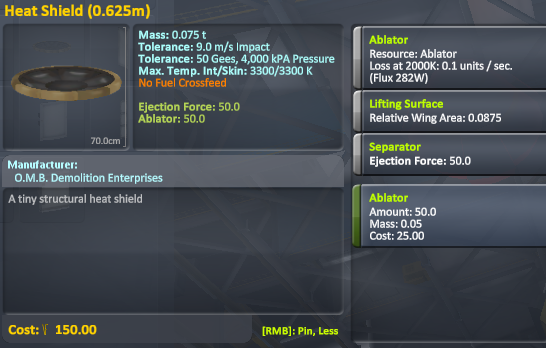 Heat Shield (0.625m)
Mass: 0.075 t
Tolerance: 9.0 m/s Impact
Tolerance: 50 Gees, 4,000 kPA Pressure
Max. Temp. Int/Skin: 3300/3300 K
No Fuel Crossfeed
Ejection Force: 50.0
Ablator: 50.0
70.0cm
Manufacturer:
O.M.B. Demolition Enterprises
A tiny structural heat shield
Cost: 150.00
[RMB]: Pin, Less
Ablator
Resource: Ablator
Loss at 2000K: 0.1 units / sec.
(Flux 282W)
Lifting Surface
Relative Wing Area: 0.0875
Separator
Ejection Force: 50.0
Ablator
Amount: 50.0
Mass: 0.05
Cost: 25.00